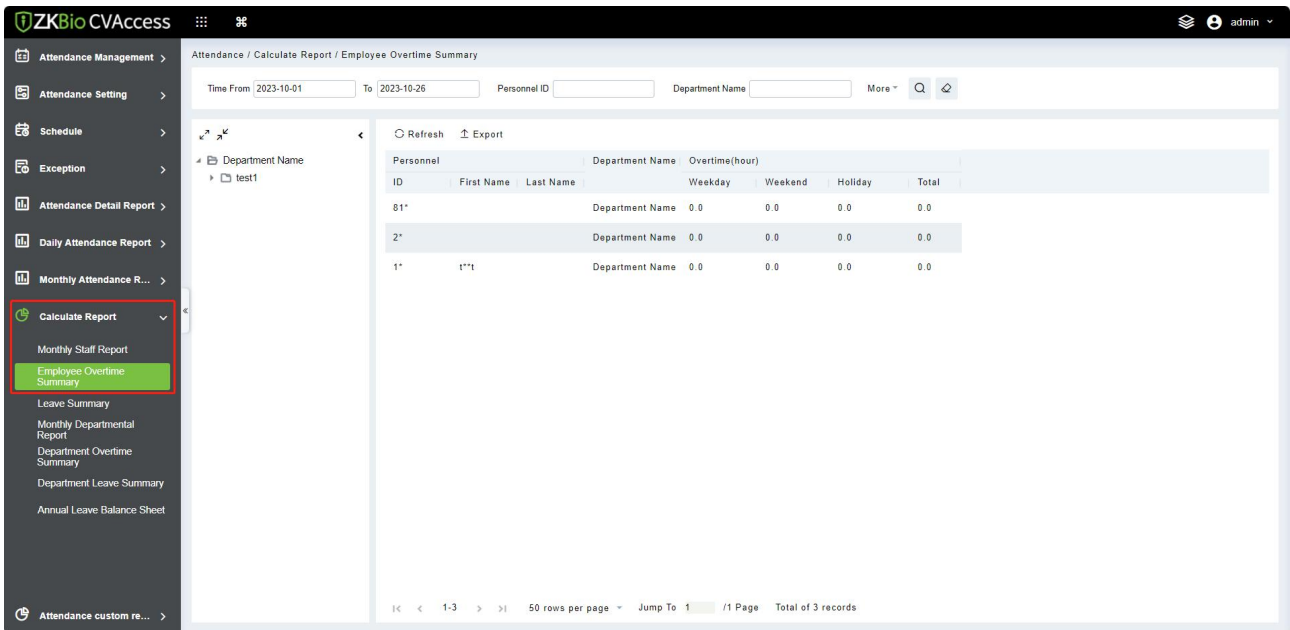 ZKBio CVAccess
admin
Attendance Management
Attendance Setting
Schedule
Exception
Attendance Detail Report
Daily Attendance Report
Monthly Attendance R...
Calculate Report
Monthly Staff Report
Employee Overtime
Summary
Leave Summary
Monthly Departmental
Report
Department Overtime
Summary
Department Leave Summary
Annual Leave Balance Sheet
Attendance custom re...
Attendance / Calculate Report / Employee Overtime Summary
Time From 2023-10-01 To 2023-10-26 Personnel ID Department Name More
Department Name
test1
Refresh Export
Personnel Department Name Overtime(hour)
ID First Name Last Name Weekday Weekend Holiday Total
81* Department Name 0.0 0.0 0.0 0.0
2* Department Name 0.0 0.0 0.0 0.0
1* t**t Department Name 0.0 0.0 0.0 0.0
1-3 50 rows per page Jump To 1 /1 Page Total of 3 records